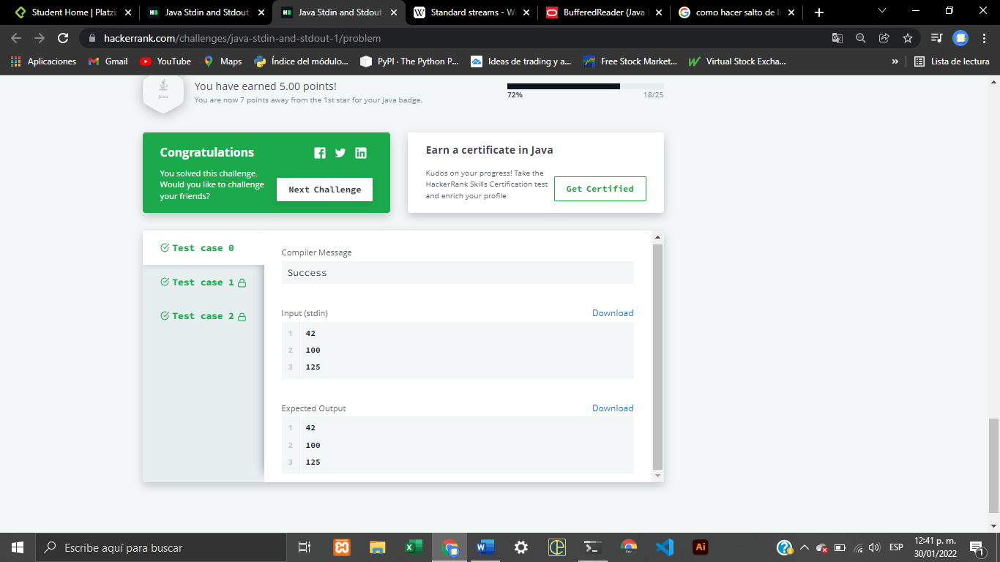 Student Home | Platzi
Java Stdin and Stdout
Java Stdin and Stdout
Standard streams - Wi
BufferedReader (Java
como hacer salto de li
hackerrank.com/challenges/java-stdin-and-stdout-1/problem
Aplicaciones
Gmail
YouTube
Maps
Índice del módulo...
PyPI · The Python P...
Ideas de trading y a...
Free Stock Market...
Virtual Stock Excha...
»
Lista de lectura
Java
You have earned 5.00 points!
You are now 7 points away from the 1st star for your java badge.
72%
18/25
Congratulations
You solved this challenge.
Would you like to challenge
your friends?
Next Challenge
Earn a certificate in Java
Kudos on your progress! Take the
HackerRank Skills Certification test
and enrich your profile
Get Certified
Test case 0
Test case 1
Test case 2
Compiler Message
Success
Input (stdin)
Download
1 42
2 100
3 125
Expected Output
Download
1 42
2 100
3 125
Escribe aquí para buscar
Dev
Ai
ESP
12:41 p. m.
30/01/2022
1